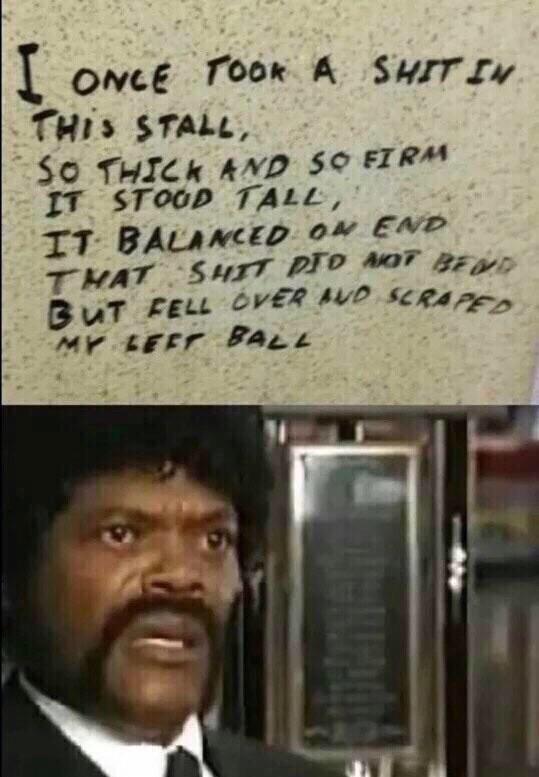 I ONCE TOOK A SHIT IN
THIS STALL,
SO THICK AND SO FIRM
IT STOOD TALL,
IT BALANCED ON END
THAT SHIT DID NOT BEND
BUT FELL OVER AND SCRAPED
MY LEFT BALL